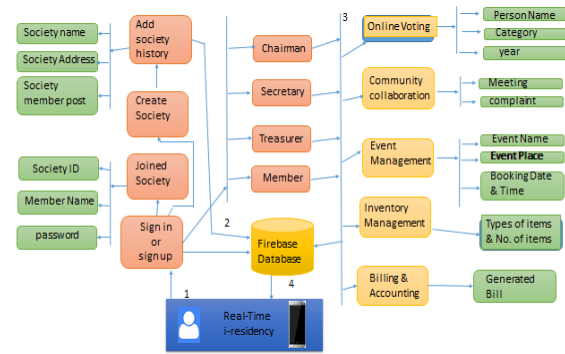 Society name
Society Address
Society
member post
Add
society
history
Create
Society
Joined
Society
Society ID
Member Name
password
Sign in
or
sign up
Chairman
Secretary
Treasurer
Member
2
Firebase
Database
4
1
Real-Time
i-residency
3
Online Voting
Community
collaboration
Event
Management
Inventory
Management
Billing &
Accounting
Person Name
Category
year
Meeting
complaint
Event Name
Event Place
Booking Date
& Time
Types of items
& No. of items
Generated
Bill